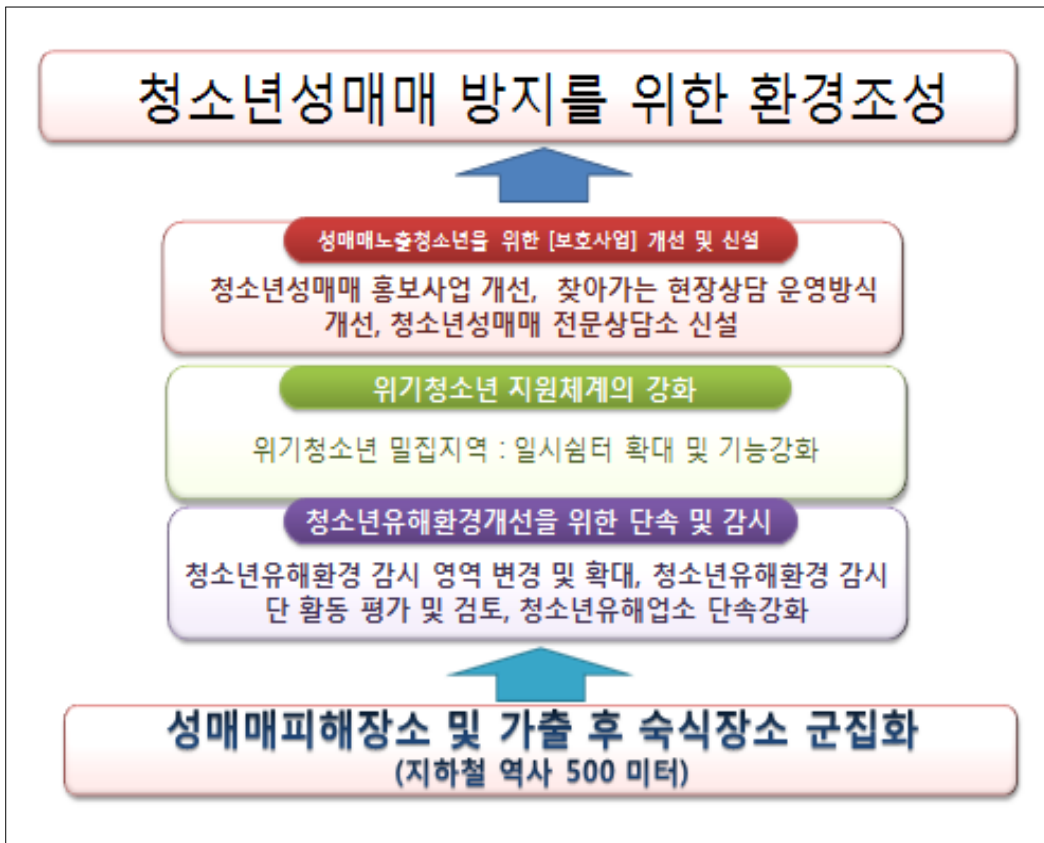 청소년성매매 방지를 위한 환경조성
성매매노출청소년을 위한 [보호사업] 개선 및 신설
청소년성매매 홍보사업 개선, 찾아가는 현장상담 운영방식
개선, 청소년성매매 전문상담소 신설
위기청소년 지원체계의 강화
위기청소년 밀집지역 : 일시쉼터 확대 및 기능강화
청소년유해환경개선을 위한 단속 및 감시
청소년유해환경 감시 영역 변경 및 확대, 청소년유해환경 감시
단 활동 평가 및 검토, 청소년유해업소 단속강화
성매매피해장소 및 가출 후 숙식장소 군집화
(지하철 역사 500 미터)